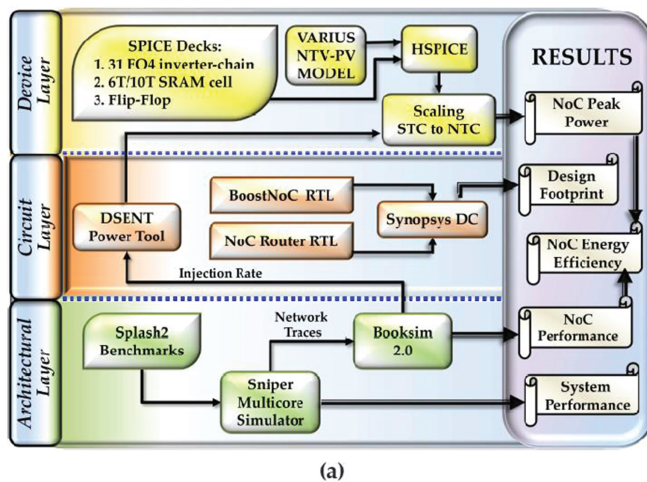 Device
Layer
SPICE Decks:
1. 31 FO4 inverter-chain
2. 6T/10T SRAM cell
3. Flip-Flop
VARIUS
NTV-PV
MODEL
HSPICE
Scaling
STC to NTC
RESULTS
NoC Peak
Power
Circuit
Layer
DSENT
Power Tool
BoostNoC RTL
NoC Router RTL
Synopsys DC
Design
Footprint
NoC Energy
Efficiency
Injection Rate
Architectural
Layer
Splash2
Benchmarks
Network
Traces
Booksim
2.0
Sniper
Multicore
Simulator
NoC
Performance
System
Performance
(a)